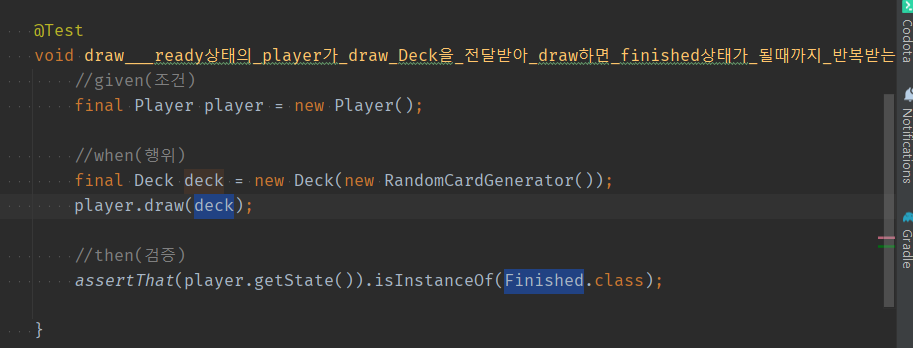 @Test
void draw___ready상태의_player가_draw_Deck을_전달받아_draw하면_finished상태가_될때까지_반복받는
//given(조건)
final Player player = new Player();
//when(행위)
final Deck deck = new Deck(new RandomCardGenerator());
player.draw(deck);
//then(검증)
assertThat(player.getState()).isInstanceOf(Finished.class);
}
Codota
Notifications
Gradle